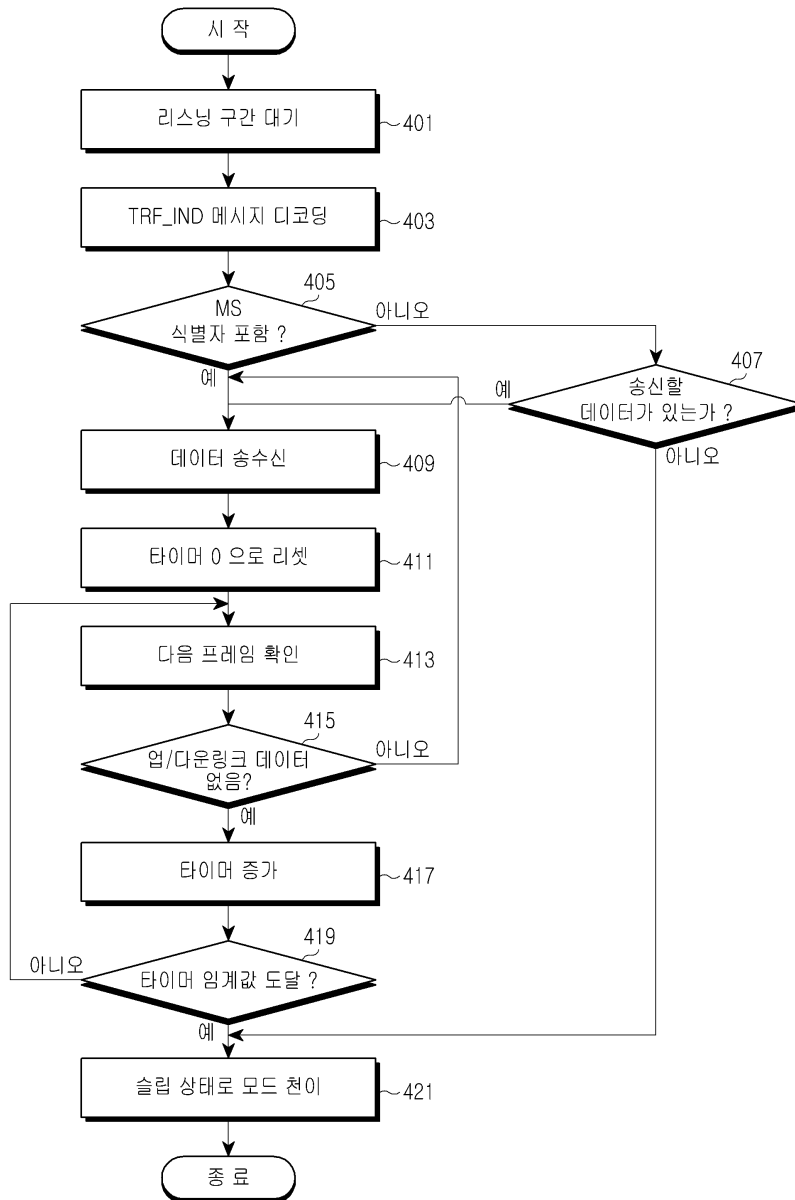 시 작
리스닝 구간 대기
401
TRF_IND 메시지 디코딩
403
405
MS
식별자 포함 ?
아니오
예
407
송신할
데이터가 있는가 ?
예
아니오
데이터 송수신
409
타이머 0 으로 리셋
411
다음 프레임 확인
413
415
업/다운링크 데이터
없음?
아니오
예
타이머 증가
417
419
타이머 임계값 도달 ?
아니오
예
슬립 상태로 모드 천이
421
종 료